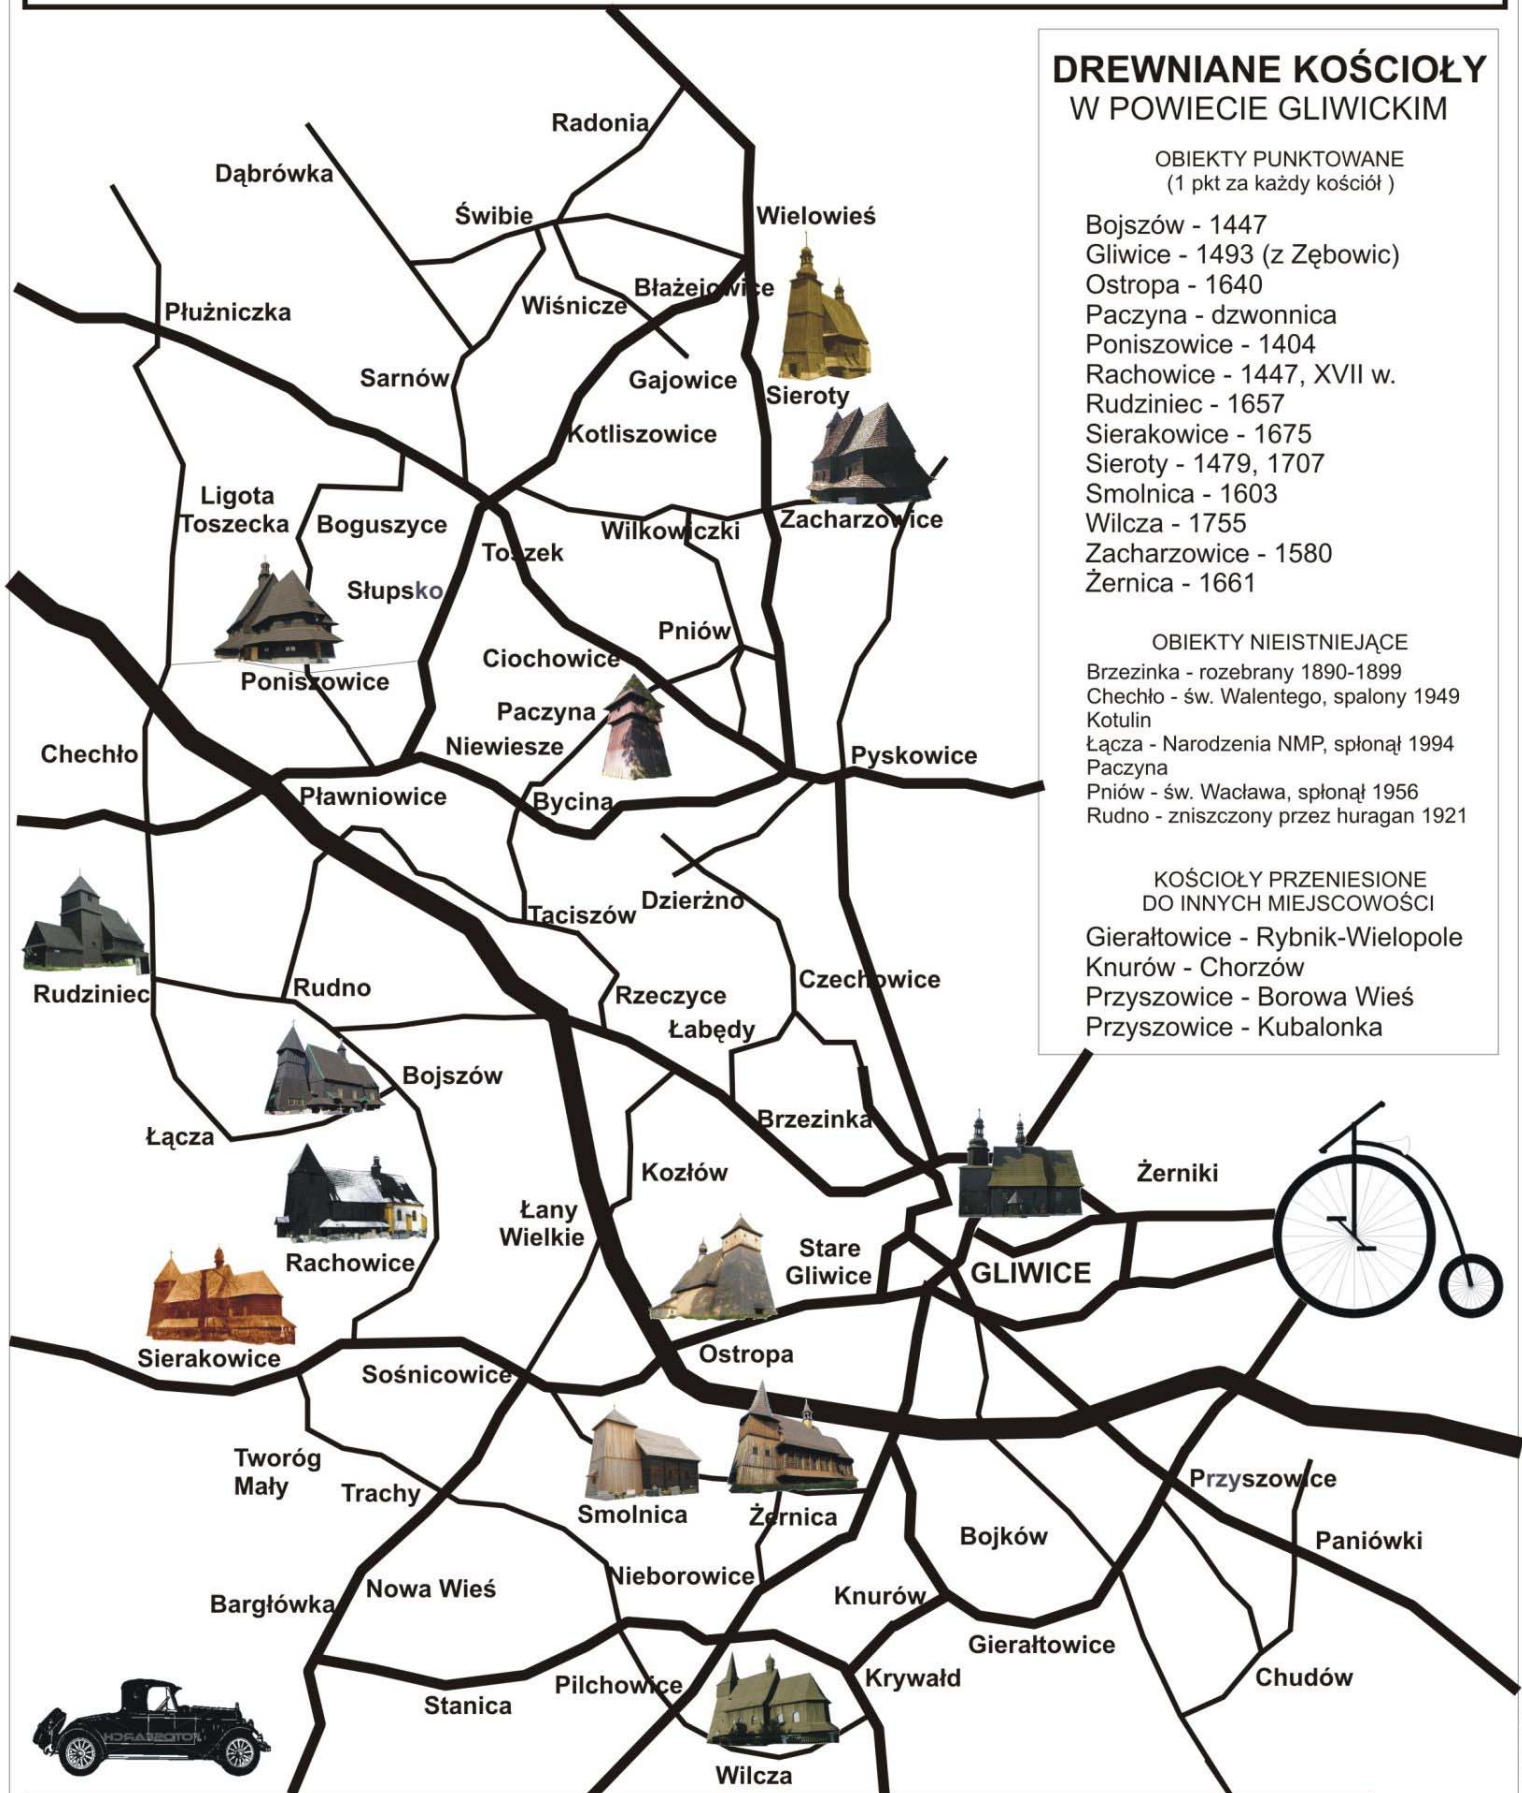 DREWNIANE KOŚCIOŁY
W POWIECIE GLIWICKIM
OBIEKTY PUNKTOWANE
(1 pkt za każdy kościół )
Bojszów - 1447
Gliwice - 1493 (z Zębowic)
Ostropa - 1640
Paczyna - dzwonnica
Poniszowice - 1404
Rachowice - 1447, XVII w.
Rudziniec - 1657
Sierakowice - 1675
Sieroty - 1479, 1707
Smolnica - 1603
Wilcza - 1755
Zacharzowice - 1580
Żernica - 1661
OBIEKTY NIEISTNIEJĄCE
Brzezinka - rozebrany 1890-1899
Chechło - św. Walentego, spalony 1949
Kotulin
Łącza - Narodzenia NMP, spłonął 1994
Paczyna
Pniów - św. Wacława, spłonął 1956
Rudno - zniszczony przez huragan 1921
KOŚCIOŁY PRZENIESIONE
DO INNYCH MIEJSCOWOŚCI
Gierałtowice - Rybnik-Wielopole
Knurów - Chorzów
Przyszowice - Borowa Wieś
Przyszowice - Kubalonka
Radonia
Dąbrówka
Świbie
Wielowieś
Błażejowice
Wiśnicze
Płużniczka
Sarnów
Gajowice
Sieroty
Kotliszowice
Ligota
Toszecka
Boguszyce
Wilkowiczki
Zacharzowice
Toszek
Słupsko
Pniów
Ciochowice
Poniszowice
Paczyna
Niewiesze
Chechło
Pyskowice
Pławniowice
Bycina
Dzierżno
Taciszów
Czechowice
Rudziniec
Rudno
Rzeczyce
Łabędy
Bojszów
Brzezinka
Łącza
Kozłów
Żerniki
Łany
Wielkie
Stare
Gliwice
Rachowice
GLIWICE
Sierakowice
Ostropa
Sośnicowice
Tworóg
Mały
Trachy
Przyszowice
Smolnica
Żernica
Bojków
Paniówki
Nieborowice
Nowa Wieś
Bargłówka
Knurów
Gierałtowice
Pilchowice
Krywałd
Chudów
Stanica
Wilcza